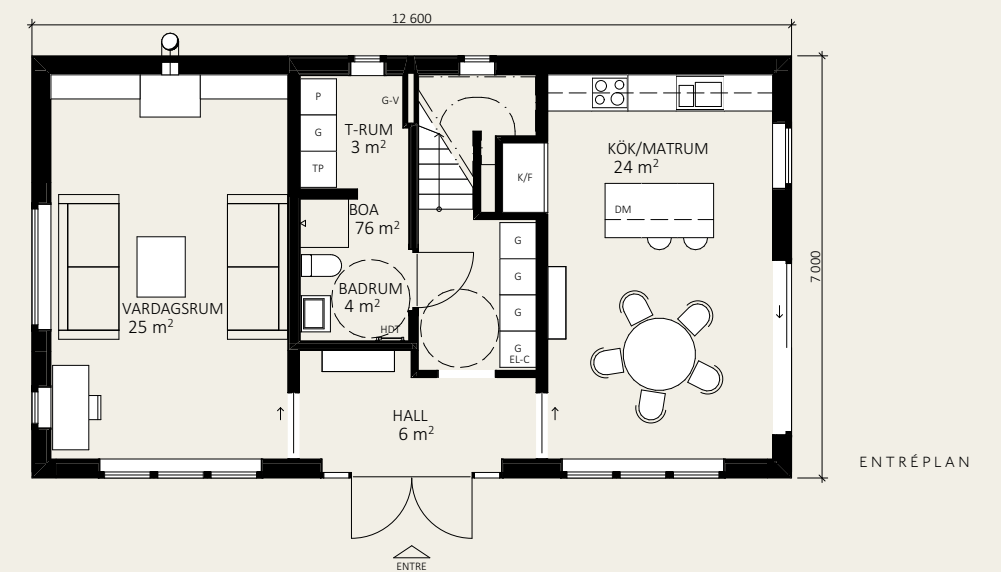 12 600
P
G-V
G
T-RUM
3 m²
TP
KÖK/MATRUM
24 m²
K/F
DM
BOA
76 m²
G
G
G
G
EL-C
7 000
BADRUM
4 m²
HDT
VARDAGSRUM
25 m²
HALL
6 m²
ENTRÉPLAN
ENTRE